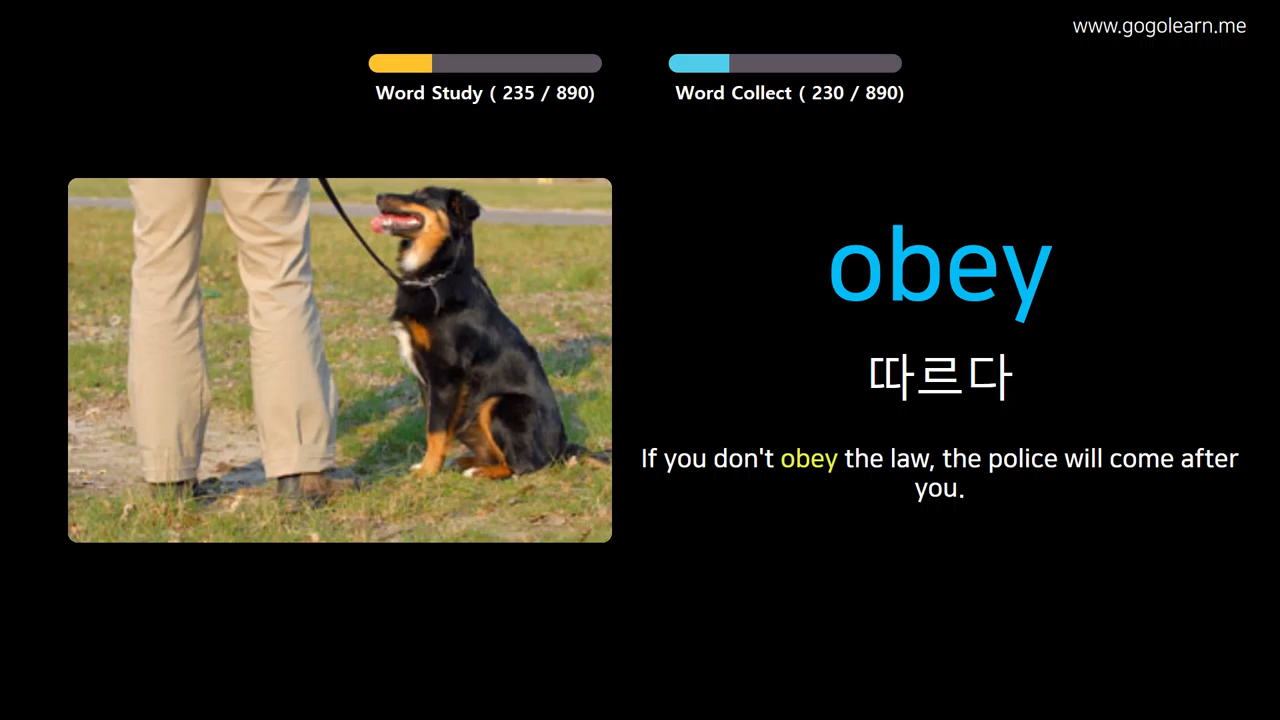 www.gogolearn.me
Word Study ( 235 / 890)
Word Collect ( 230 / 890)
obey
따르다
If you don't obey the law, the police will come after
you.